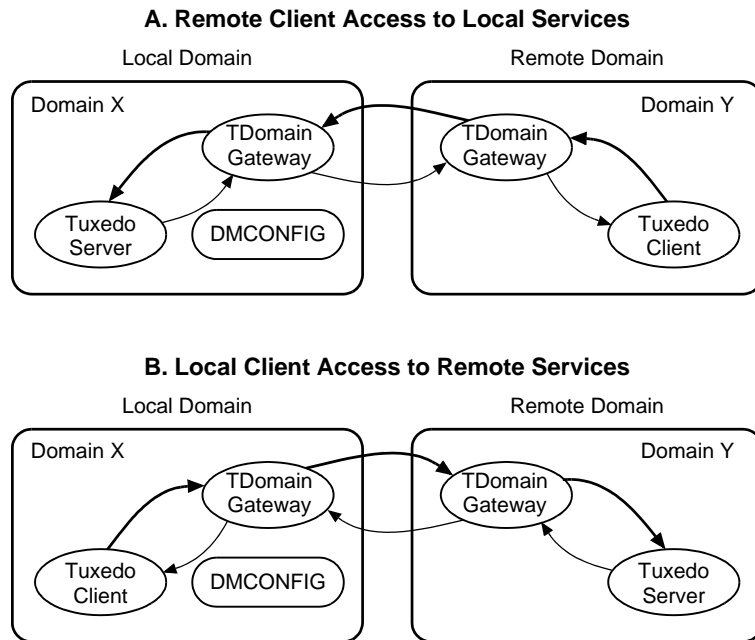 A. Remote Client Access to Local Services
Local Domain
Remote Domain
Domain X
Domain Y
TDomain
Gateway
TDomain
Gateway
Tuxedo
Server
DMCONFIG
Tuxedo
Client
B. Local Client Access to Remote Services
Local Domain
Remote Domain
Domain X
Domain Y
TDomain
Gateway
TDomain
Gateway
Tuxedo
Client
DMCONFIG
Tuxedo
Server